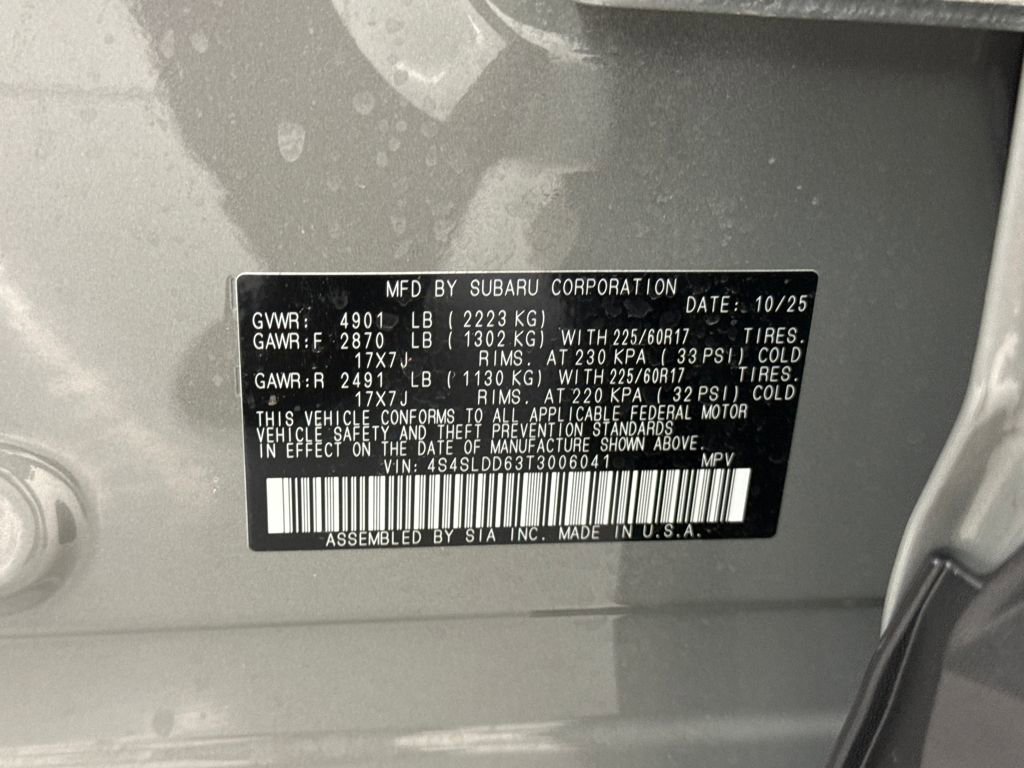 MFD BY SUBARU CORPORATION
DATE: 10/25
GVWR: 4901 LB ( 2223 KG)
GAWR:F 2870 LB ( 1302 KG) WITH 225/60R17 TIRES.
17X7J RIMS. AT 230 KPA ( 33 PSI) COLD
GAWR:R 2491 LB ( 1130 KG) WITH 225/60R17 TIRES.
17X7J RIMS. AT 220 KPA ( 32 PSI) COLD
THIS VEHICLE CONFORMS TO ALL APPLICABLE FEDERAL MOTOR
VEHICLE SAFETY AND THEFT PREVENTION STANDARDS
IN EFFECT ON THE DATE OF MANUFACTURE SHOWN ABOVE.
VIN: 4S4SLDD63T3006041 MPV
ASSEMBLED BY SIA INC. MADE IN U.S.A.